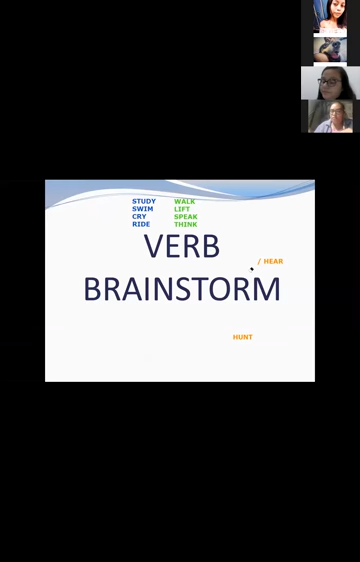 STUDY WALK
SWIM LIFT
CRY SPEAK
RIDE THINK
VERB
/ HEAR
BRAINSTORM
HUNT